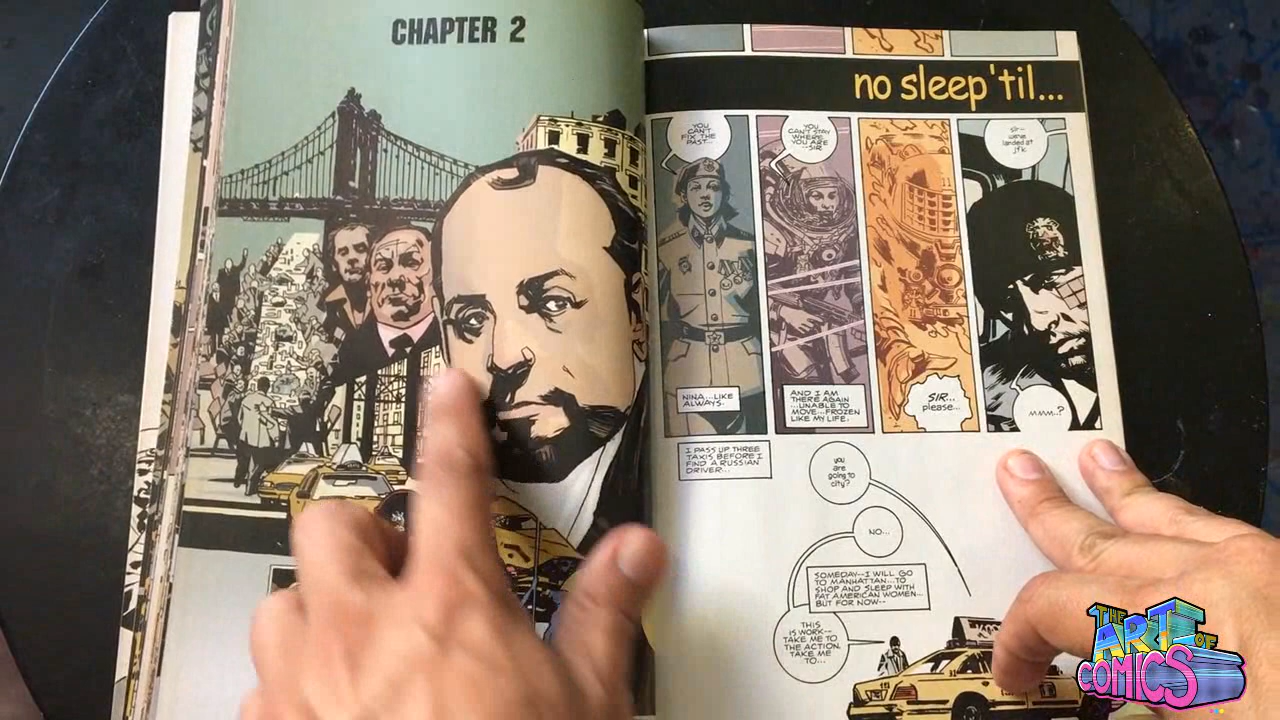 CHAPTER 2
no sleep 'til...
YOU
CAN'T
FIX THE
PAST...
YOU
CAN'T STAY
WHERE
YOU ARE
--SIR
sir--
we've
landed at
jfk.
NINA...LIKE
ALWAYS.
AND I AM
THERE AGAIN
...UNABLE TO
MOVE...FROZEN
LIKE MY LIFE.
SIR...
please...
MMM..?
I PASS UP THREE
TAXIS BEFORE I
FIND A RUSSIAN
DRIVER...
you
are
going to
city?
NO...
SOMEDAY--I WILL GO
TO MANHATTAN...TO
SHOP AND SLEEP WITH
FAT AMERICAN WOMEN...
BUT FOR NOW--
THIS
IS WORK--
TAKE ME TO
THE ACTION.
TAKE ME
TO...
THE
ART OF
COMICS